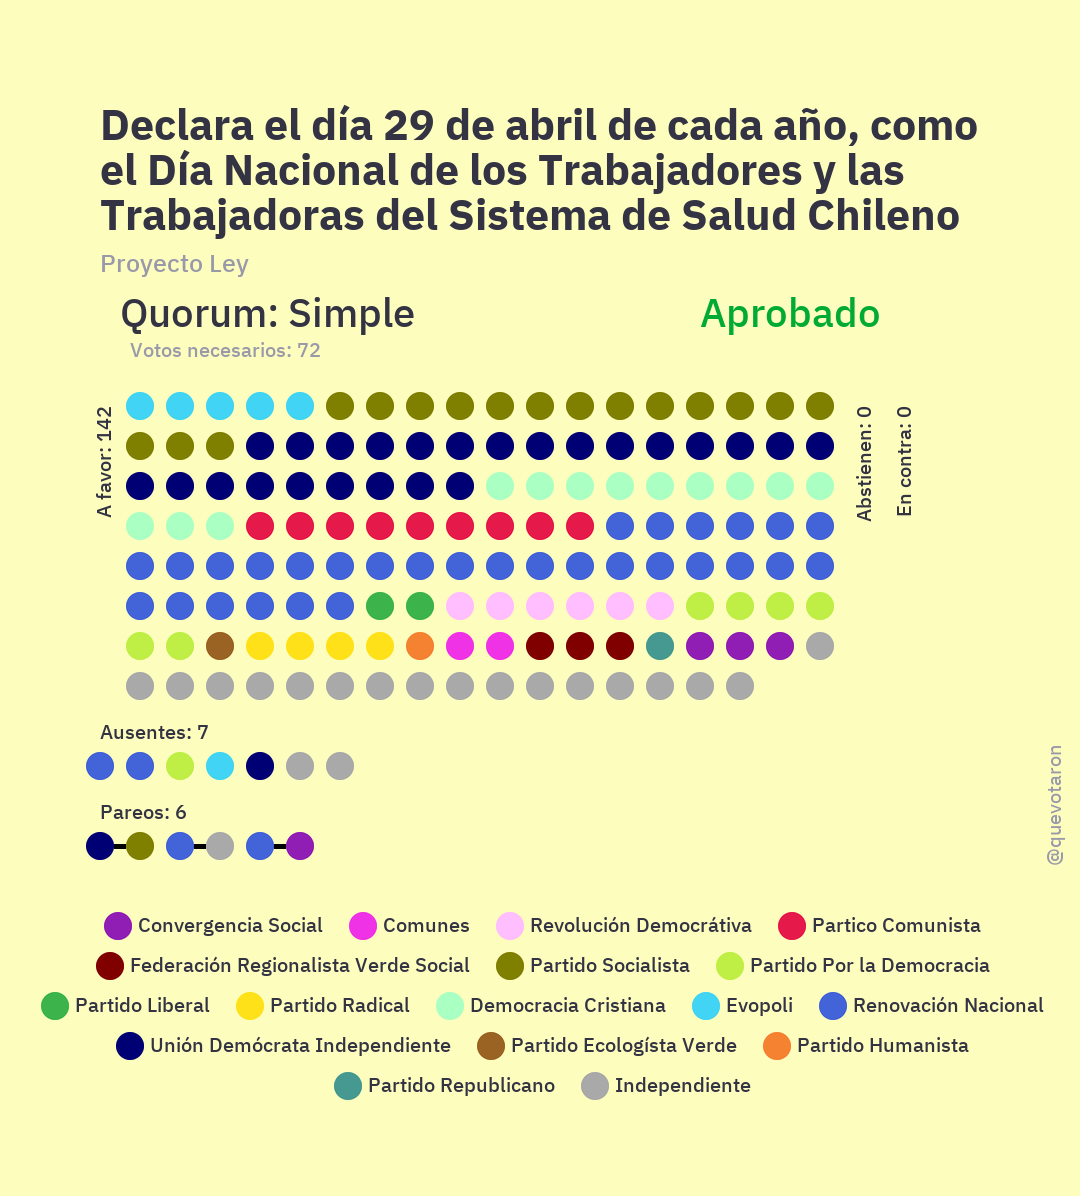 Declara el día 29 de abril de cada año, como
el Día Nacional de los Trabajadores y las
Trabajadoras del Sistema de Salud Chileno
Proyecto Ley
Quorum: Simple
Aprobado
Votos necesarios: 72
A favor: 142
Abstienen: 0
En contra: 0
Ausentes: 7
Pareos: 6
@quevotaron
Convergencia Social Comunes Revolución Demócrátiva Partico Comunista
Federación Regionalista Verde Social Partido Socialista Partido Por la Democracia
Partido Liberal Partido Radical Democracia Cristiana Evopoli Renovación Nacional
Unión Demócrata Independiente Partido Ecologísta Verde Partido Humanista
Partido Republicano Independiente